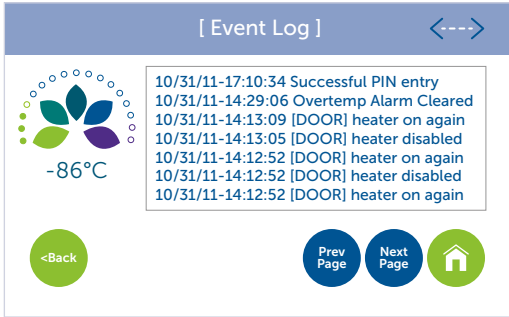 [ Event Log ]
10/31/11-17:10:34 Successful PIN entry
10/31/11-14:29:06 Overtemp Alarm Cleared
10/31/11-14:13:09 [DOOR] heater on again
10/31/11-14:13:05 [DOOR] heater disabled
10/31/11-14:12:52 [DOOR] heater on again
10/31/11-14:12:52 [DOOR] heater disabled
10/31/11-14:12:52 [DOOR] heater on again
-86°C
<Back
Prev
Page
Next
Page